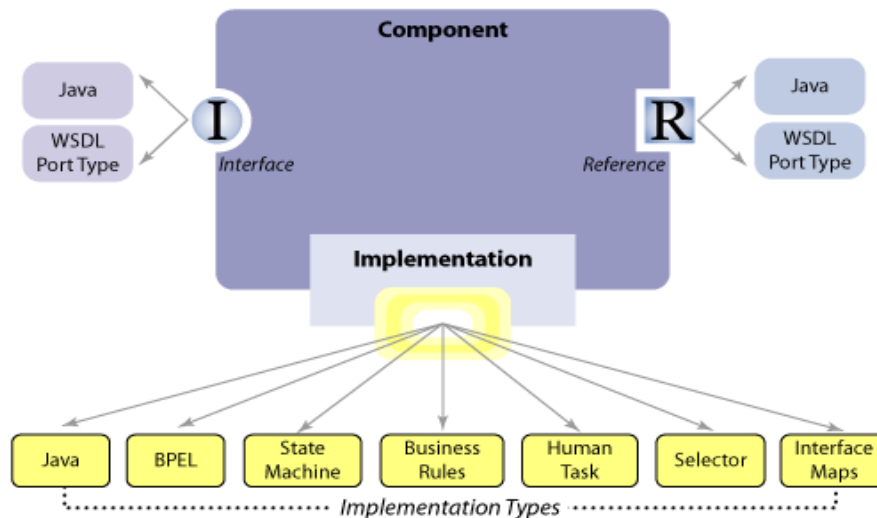 Component
Java
WSDL
Port Type
I
Interface
R
Reference
Java
WSDL
Port Type
Implementation
Java
BPEL
State
Machine
Business
Rules
Human
Task
Selector
Interface
Maps
Implementation Types